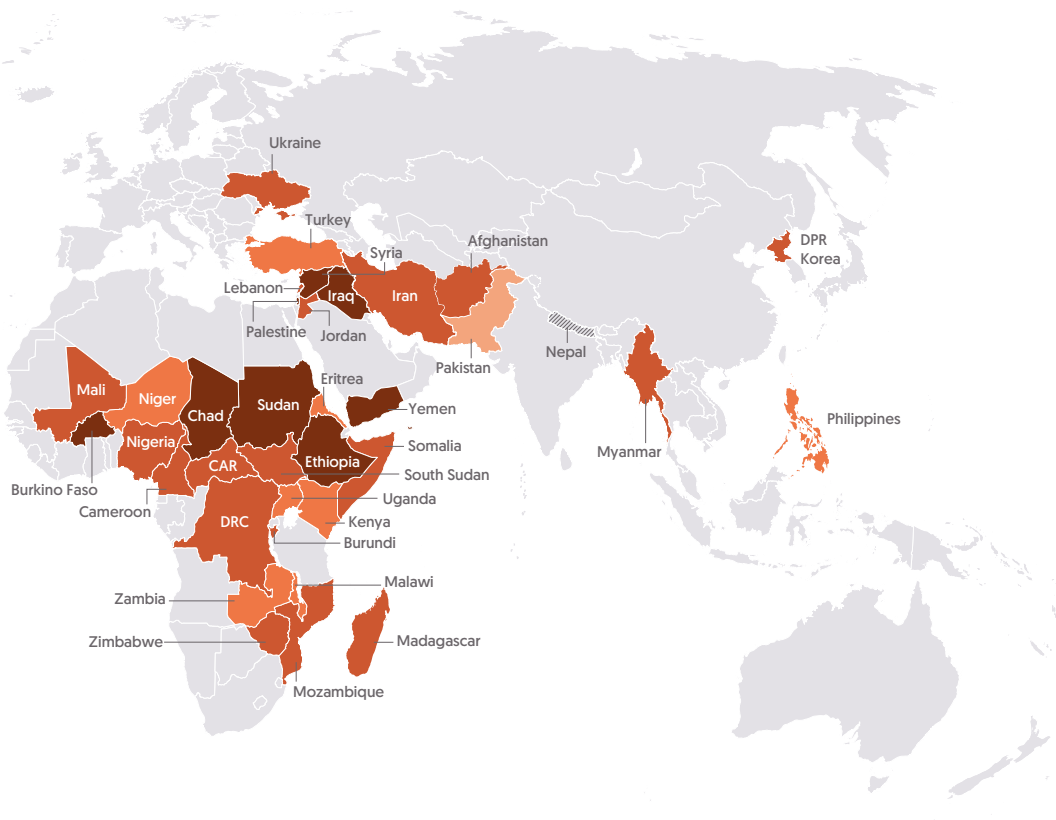 Ukraine
Turkey
Syria
Afghanistan
DPR
Korea
Lebanon
Iraq
Iran
Palestine
Jordan
Nepal
Pakistan
Eritrea
Mali
Niger
Chad
Sudan
Yemen
Philippines
Nigeria
Somalia
Myanmar
CAR
Ethiopia
South Sudan
Burkino Faso
Uganda
Cameroon
DRC
Kenya
Burundi
Malawi
Zambia
Zimbabwe
Madagascar
Mozambique